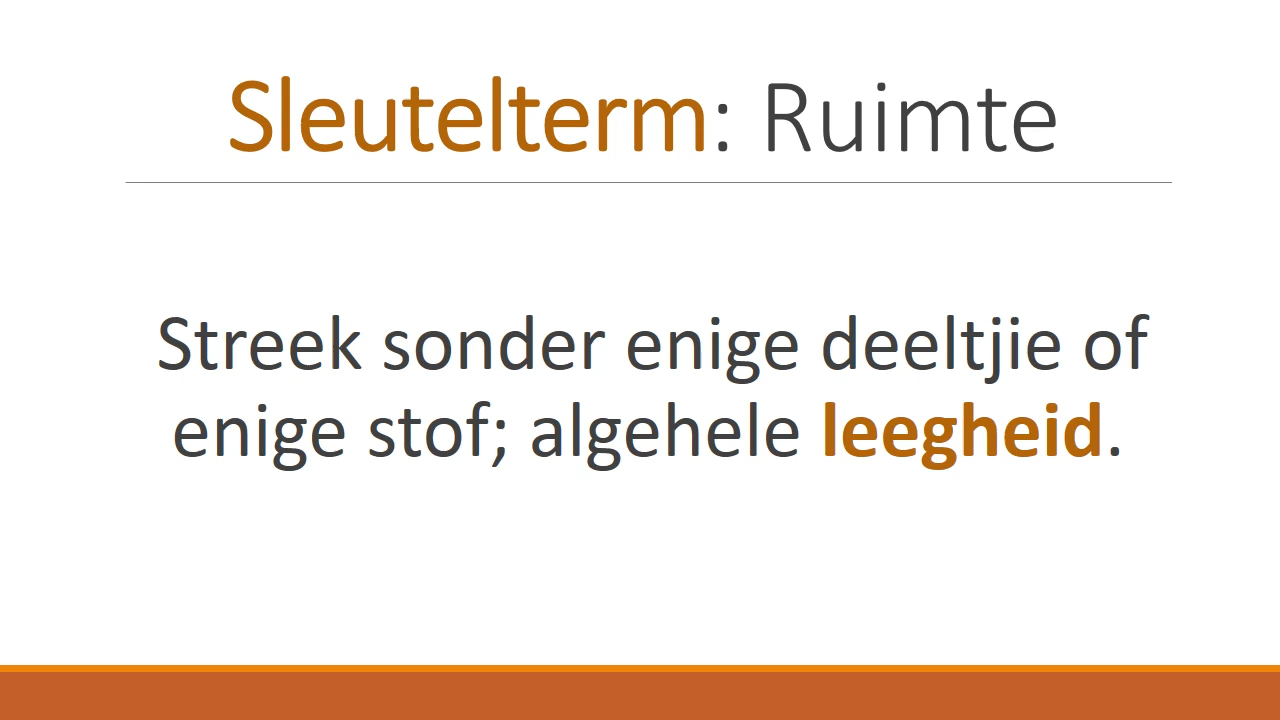 Sleutelterm: Ruimte
Streek sonder enige deeltjie of
enige stof; algehele leegheid.